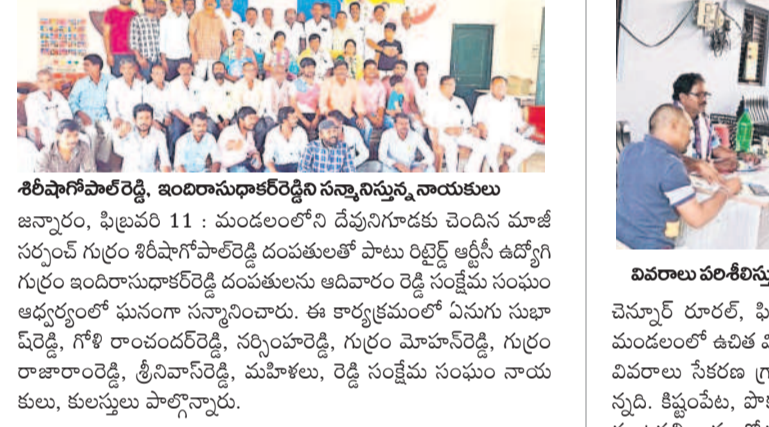 శిరీషాగోపాల్‌రెడ్డి, ఇందిరాసుధాకర్‌రెడ్డిని సన్మానిస్తున్న నాయకులు
జన్నారం, ఫిబ్రవరి 11 : మండలంలోని దేవునిగూడకు చెందిన మాజీ
సర్పంచ్ గుర్రం శిరీషాగోపాల్‌రెడ్డి దంపతులతో పాటు రిటైర్డ్ ఆర్టీసీ ఉద్యోగి
గుర్రం ఇందిరాసుధాకర్‌రెడ్డి దంపతులను ఆదివారం రెడ్డి సంక్షేమ సంఘం
ఆధ్వర్యంలో ఘనంగా సన్మానించారు. ఈ కార్యక్రమంలో ఏనుగు సుభా
ష్‌రెడ్డి, గోళి రాంచందర్‌రెడ్డి, నర్సింహరెడ్డి, గుర్రం మోహన్‌రెడ్డి, గుర్రం
రాజారాంరెడ్డి, శ్రీనివాస్‌రెడ్డి, మహిళలు, రెడ్డి సంక్షేమ సంఘం నాయ
కులు, కులస్తులు పాల్గొన్నారు.
వివరాలు పరిశీలిస్తు
చెన్నూర్ రూరల్, ఫి
మండలంలో ఉచిత వి
వివరాలు సేకరణ గ్రా
న్నది. కిష్టంపేట, పొక